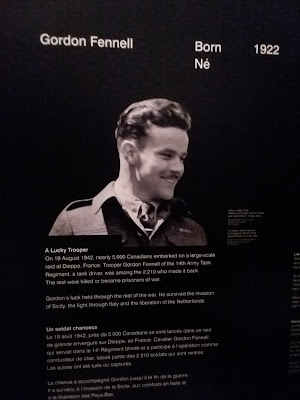 Gordon Fennell
Born 1922
Né
A Lucky Trooper
On 19 August 1942, nearly 5,000 Canadians embarked on a large-scale
raid at Dieppe, France. Trooper Gordon Fennell of the 14th Army Tank
Regiment, a tank driver, was among the 2,210 who made it back.
The rest were killed or became prisoners of war.
Gordon's luck held through the rest of the war. He survived the invasion
of Sicily, the fight through Italy and the liberation of the Netherlands.
Un soldat chanceux
Le 19 août 1942, près de 5 000 Canadiens se sont lancés dans un raid
de grande envergure sur Dieppe, en France. Cavalier Gordon Fennell,
qui servait dans le 14e Régiment blindé et a participé à l'opération comme
conducteur de char, faisait partie des 2 210 soldats qui sont rentrés.
Les autres ont été tués ou capturés.
La chance a accompagné Gordon jusqu'à la fin de la guerre.
Il a survécu à l'invasion de la Sicile, aux combats en Italie et
à la libération des Pays-Bas.